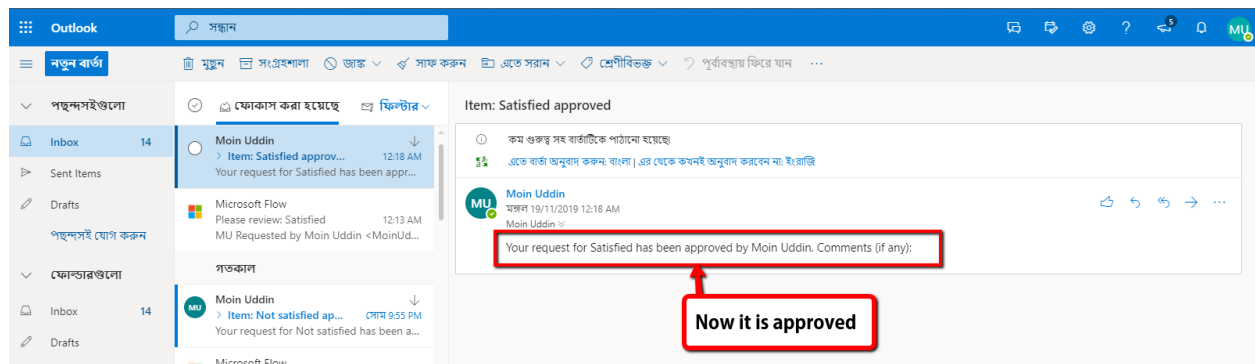 Outlook
সন্ধান
5
MU
নতুন বার্তা
মুছুন সংগ্রহশালা জাঙ্ক সাফ করুন এতে সরান শ্রেণীবিভক্ত পূর্বাবস্থায় ফিরে যান ...
পছন্দসইগুলো
Inbox 14
Sent Items
Drafts
পছন্দসই যোগ করুন
ফোল্ডারগুলো
Inbox 14
Drafts
ফোকাস করা হয়েছে ফিল্টার
Moin Uddin
> Item: Satisfied approv... 12:18 AM
Your request for Satisfied has been appr...
Microsoft Flow
Please review: Satisfied 12:13 AM
MU Requested by Moin Uddin <MoinUd...
গতকাল
MU
Moin Uddin
> Item: Not satisfied ap... সোম 9:55 PM
Your request for Not satisfied has been a...
Microsoft Flow
Item: Satisfied approved
কম গুরুত্ব সহ বার্তাটিকে পাঠানো হয়েছে৷
এতে বার্তা অনুবাদ করুন: বাংলা | এর থেকে কখনই অনুবাদ করবেন না: ইংরাজি
MU
Moin Uddin
মঙ্গল 19/11/2019 12:18 AM
Moin Uddin
Your request for Satisfied has been approved by Moin Uddin. Comments (if any):
Now it is approved